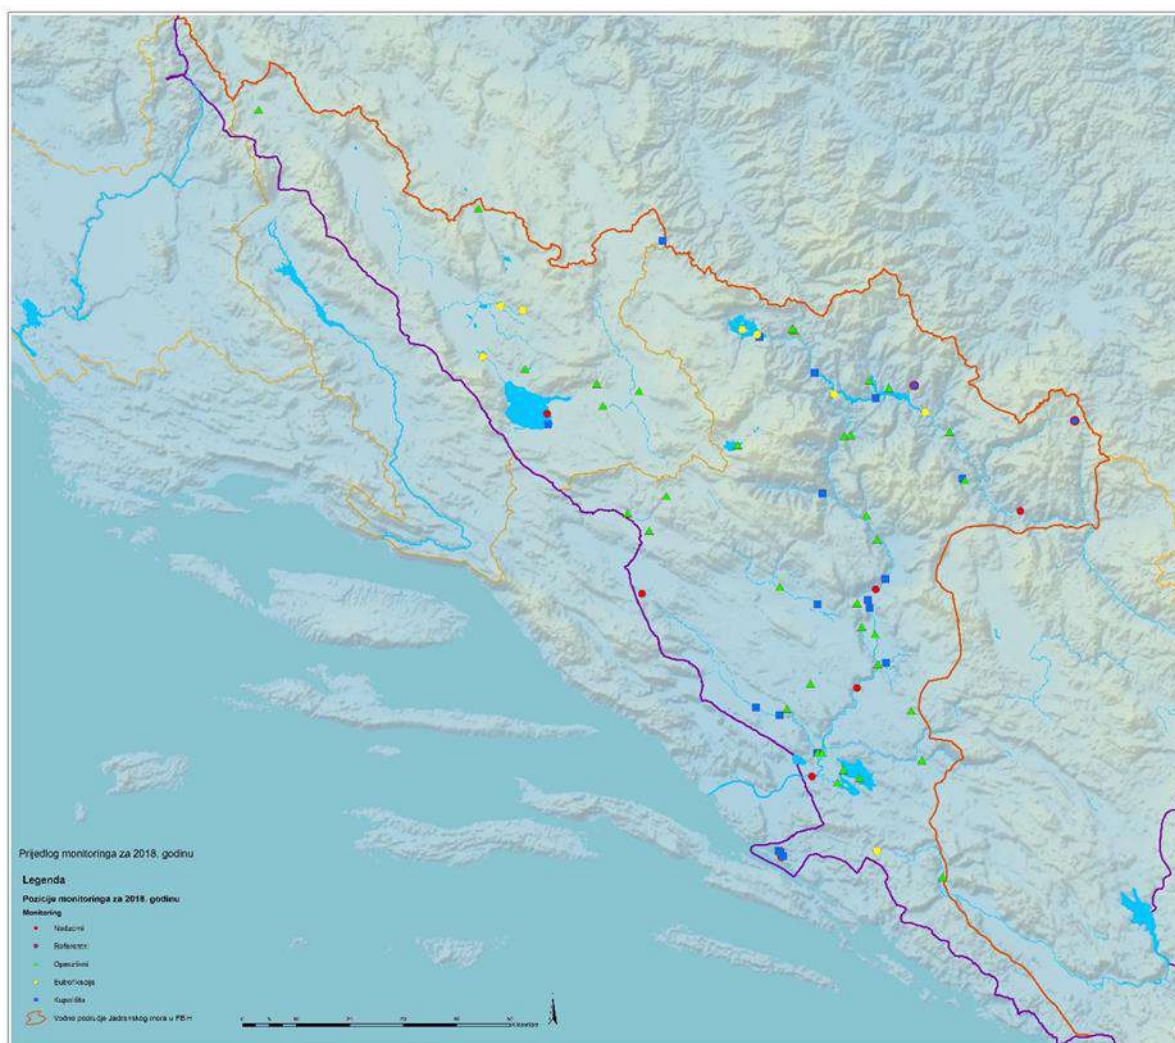 Prijedlog monitoringa za 2018. godinu
Legenda
Pozicije monitoringa za 2018. godinu
Monitoring
Nadzorni
Referentni
Operativni
Eutrofikacija
Kupališta
Vodno područje Jadranskog mora u FBiH